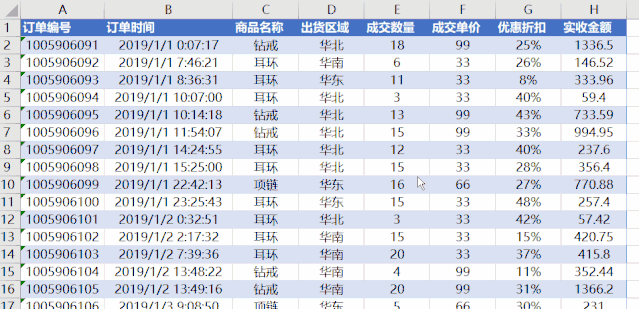 A B C D E F G H
1 订单编号 订单时间 商品名称 出货区域 成交数量 成交单价 优惠折扣 实收金额
2 1005906091 2019/1/1 0:07:17 钻戒 华北 18 99 25% 1336.5
3 1005906092 2019/1/1 7:46:21 耳环 华南 6 33 26% 146.52
4 1005906093 2019/1/1 8:36:31 耳环 华东 11 33 8% 333.96
5 1005906094 2019/1/1 10:07:00 耳环 华北 3 33 40% 59.4
6 1005906095 2019/1/1 10:14:18 钻戒 华北 13 99 43% 733.59
7 1005906096 2019/1/1 11:54:07 钻戒 华北 15 99 33% 994.95
8 1005906097 2019/1/1 14:24:55 耳环 华北 12 33 40% 237.6
9 1005906098 2019/1/1 15:25:00 耳环 华北 15 33 28% 356.4
10 1005906099 2019/1/1 22:42:13 项链 华东 16 66 27% 770.88
11 1005906100 2019/1/1 23:25:43 耳环 华东 15 33 48% 257.4
12 1005906101 2019/1/2 0:32:51 耳环 华北 3 33 42% 57.42
13 1005906102 2019/1/2 2:17:32 耳环 华南 15 33 15% 420.75
14 1005906103 2019/1/2 7:39:36 耳环 华南 20 33 37% 415.8
15 1005906104 2019/1/2 13:48:22 钻戒 华南 4 99 11% 352.44
16 1005906105 2019/1/2 13:49:16 钻戒 华南 20 99 31% 1366.2
17 1005906106 2019/1/3 9:08:50 项链 华东 5 66 30% 231